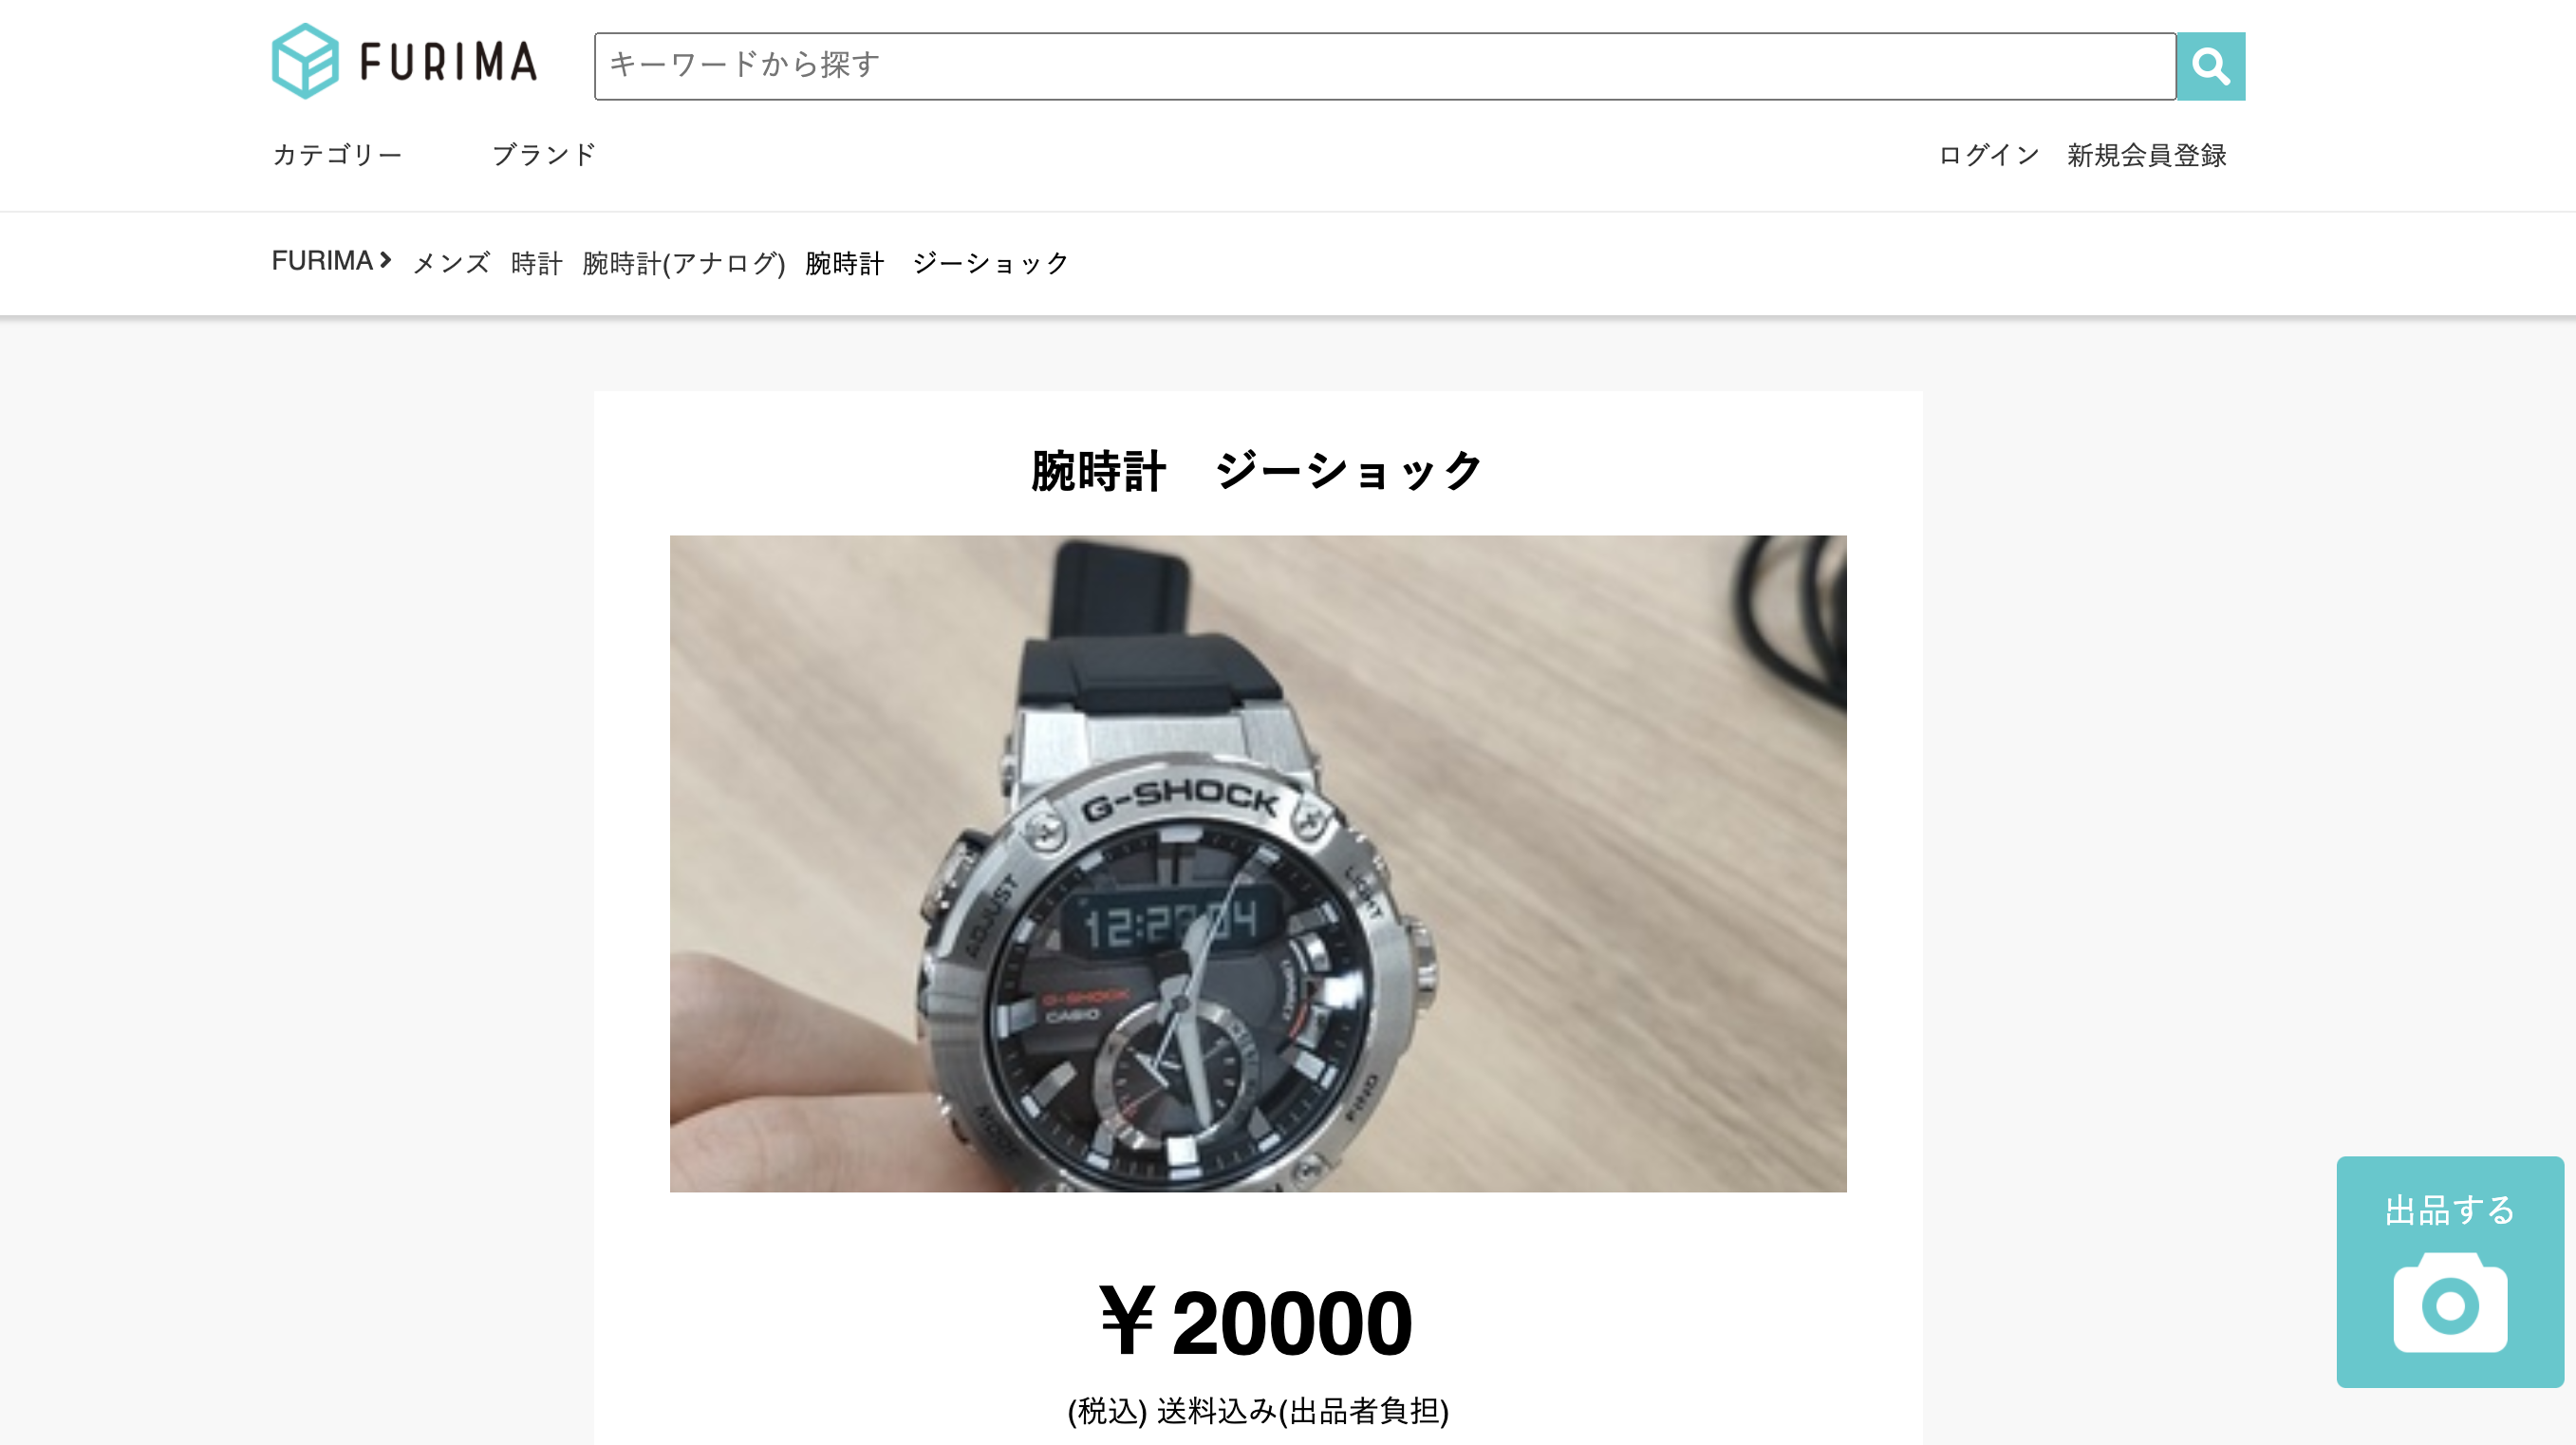 FURIMA
キーワードから探す
カテゴリー ブランド ログイン 新規会員登録
FURIMA メンズ 時計 腕時計(アナログ) 腕時計　ジーショック
腕時計　ジーショック
G-SHOCK
ADJUST
LIGHT
G-SHOCK
CASIO
MODE
FIND
出品する
¥20000
(税込) 送料込み(出品者負担)